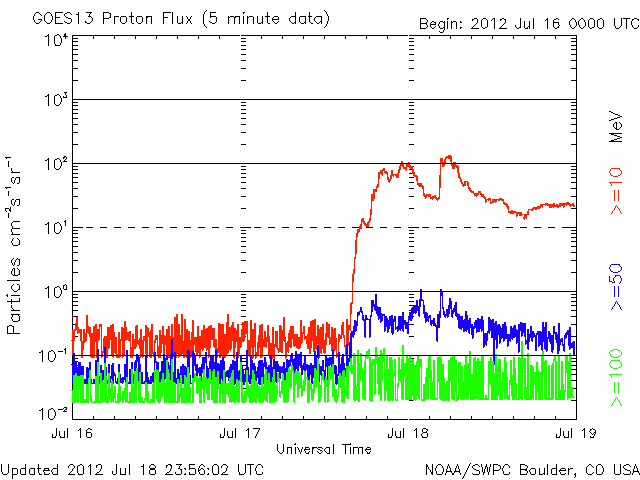 GOES13 Proton Flux (5 minute data)
Begin: 2012 Jul 16 0000 UTC
Particles cm⁻²s⁻¹sr⁻¹
10⁴
10³
10²
10¹
10⁰
10⁻¹
10⁻²
Jul 16
Jul 17
Jul 18
Jul 19
Universal Time
MeV
>=10
>=50
>=100
Updated 2012 Jul 18 23:56:02 UTC
NOAA/SWPC Boulder, CO USA